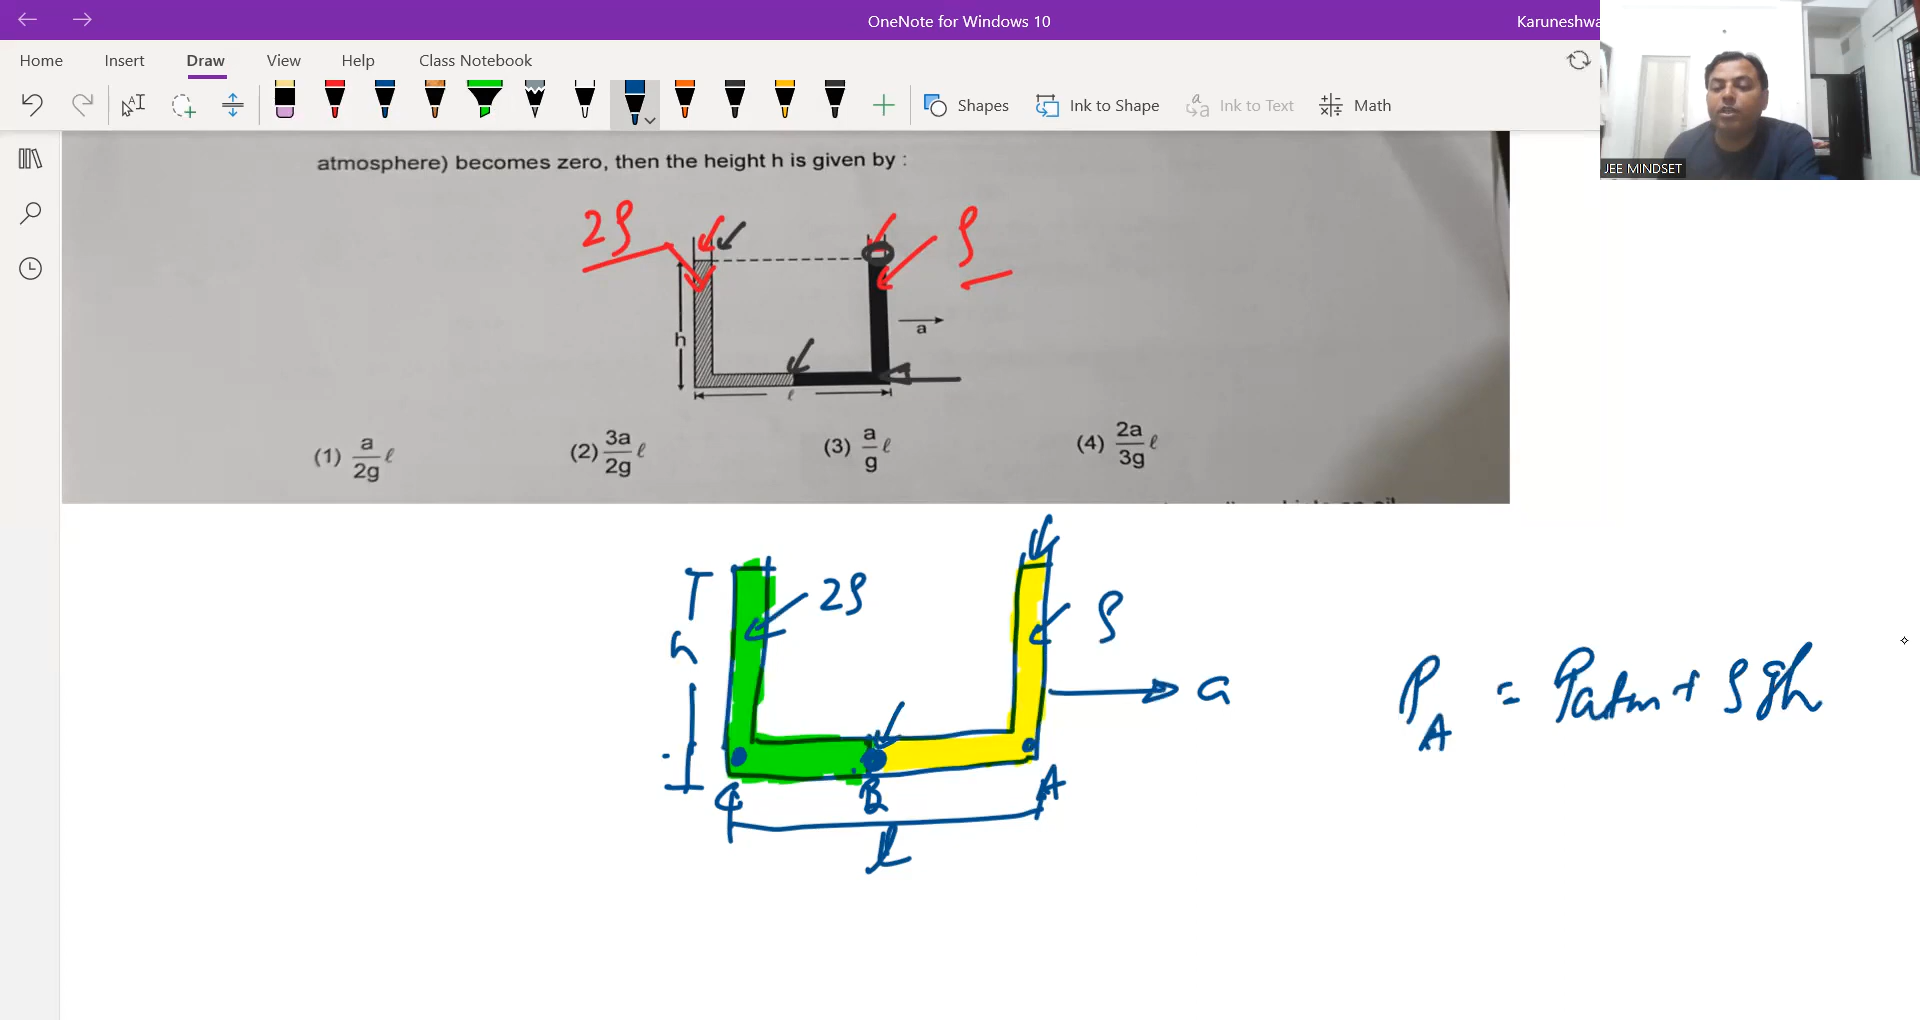 OneNote for Windows 10
Karuneshwa
Home Insert Draw View Help Class Notebook
Shapes Ink to Shape Ink to Text Math
JEE MINDSET
atmosphere) becomes zero, then the height h is given by :
2ρ ρ
h
a
ℓ
(1) a/2g ℓ (2) 3a/2g ℓ (3) a/g ℓ (4) 2a/3g ℓ
h 2ρ ρ
a
P_A = Patm + ρgh
C B A
l